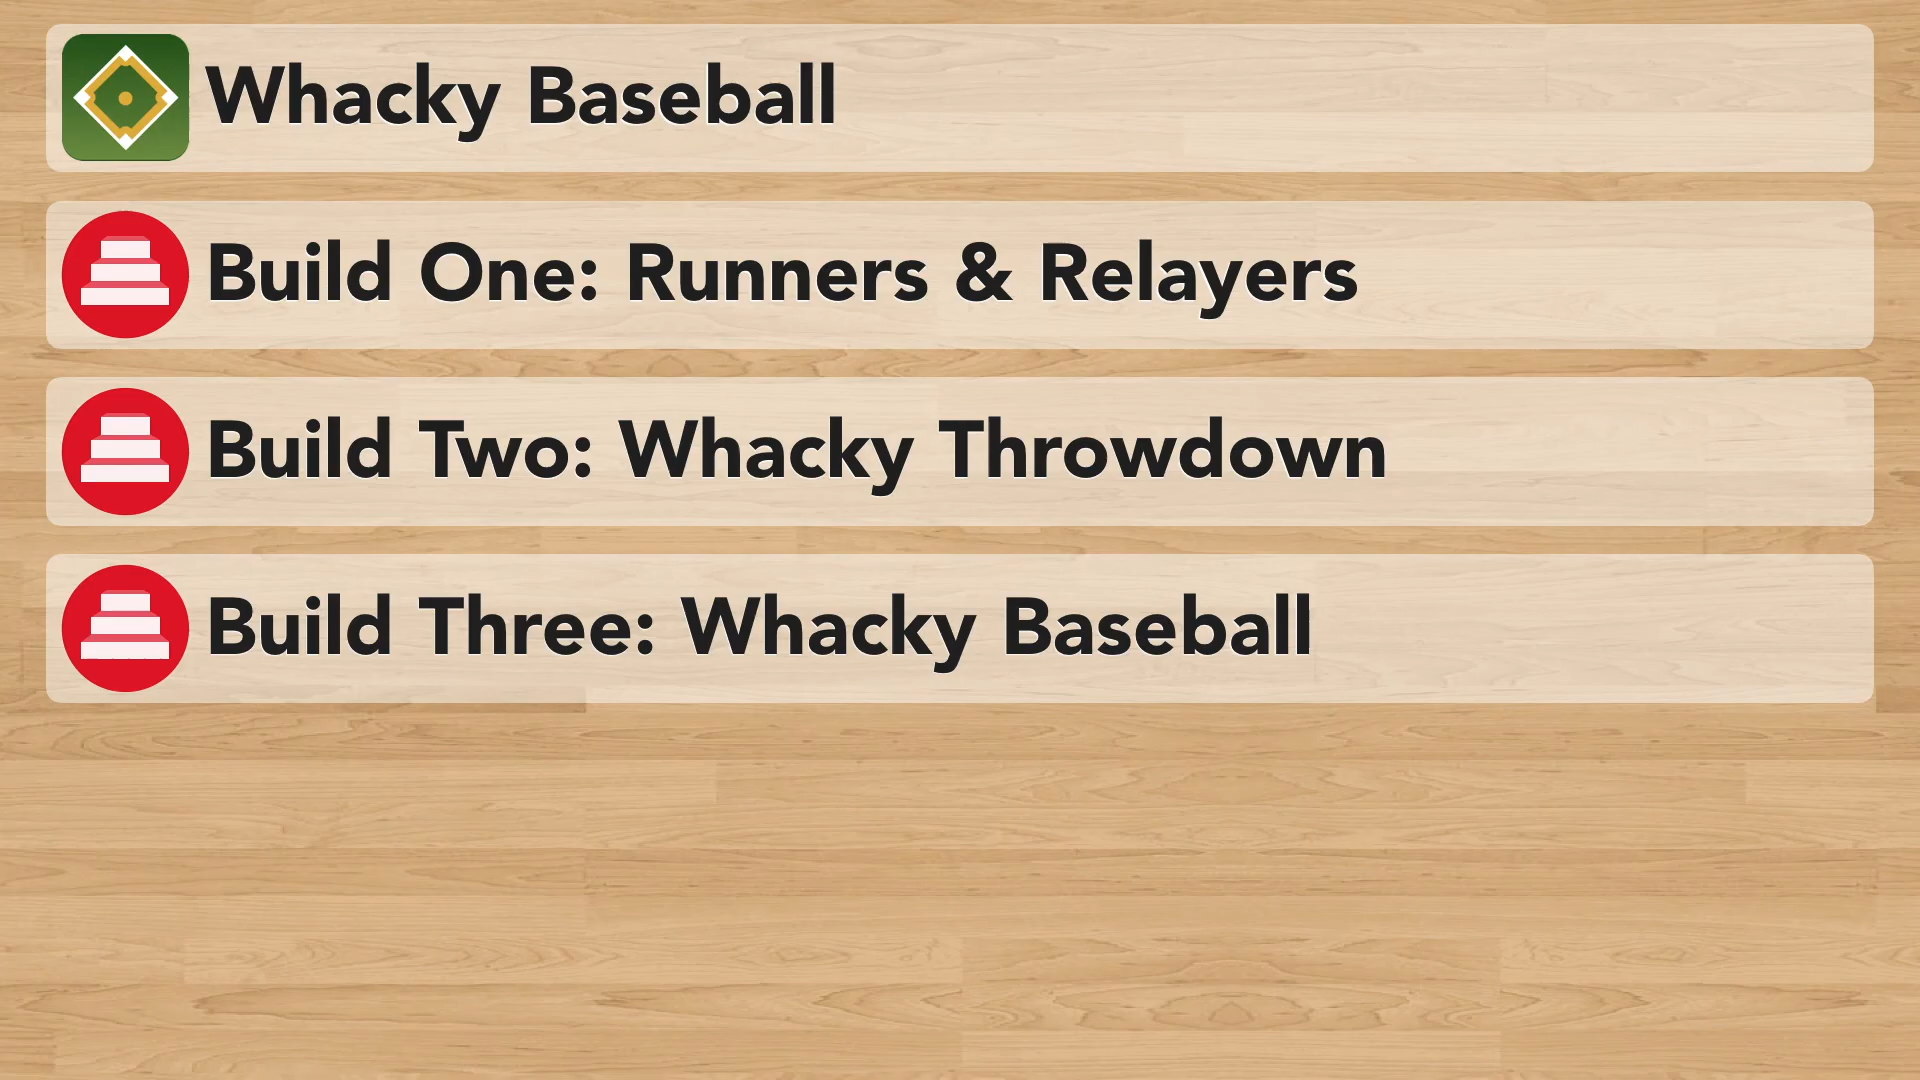 Whacky Baseball
Build One: Runners & Relayers
Build Two: Whacky Throwdown
Build Three: Whacky Baseball